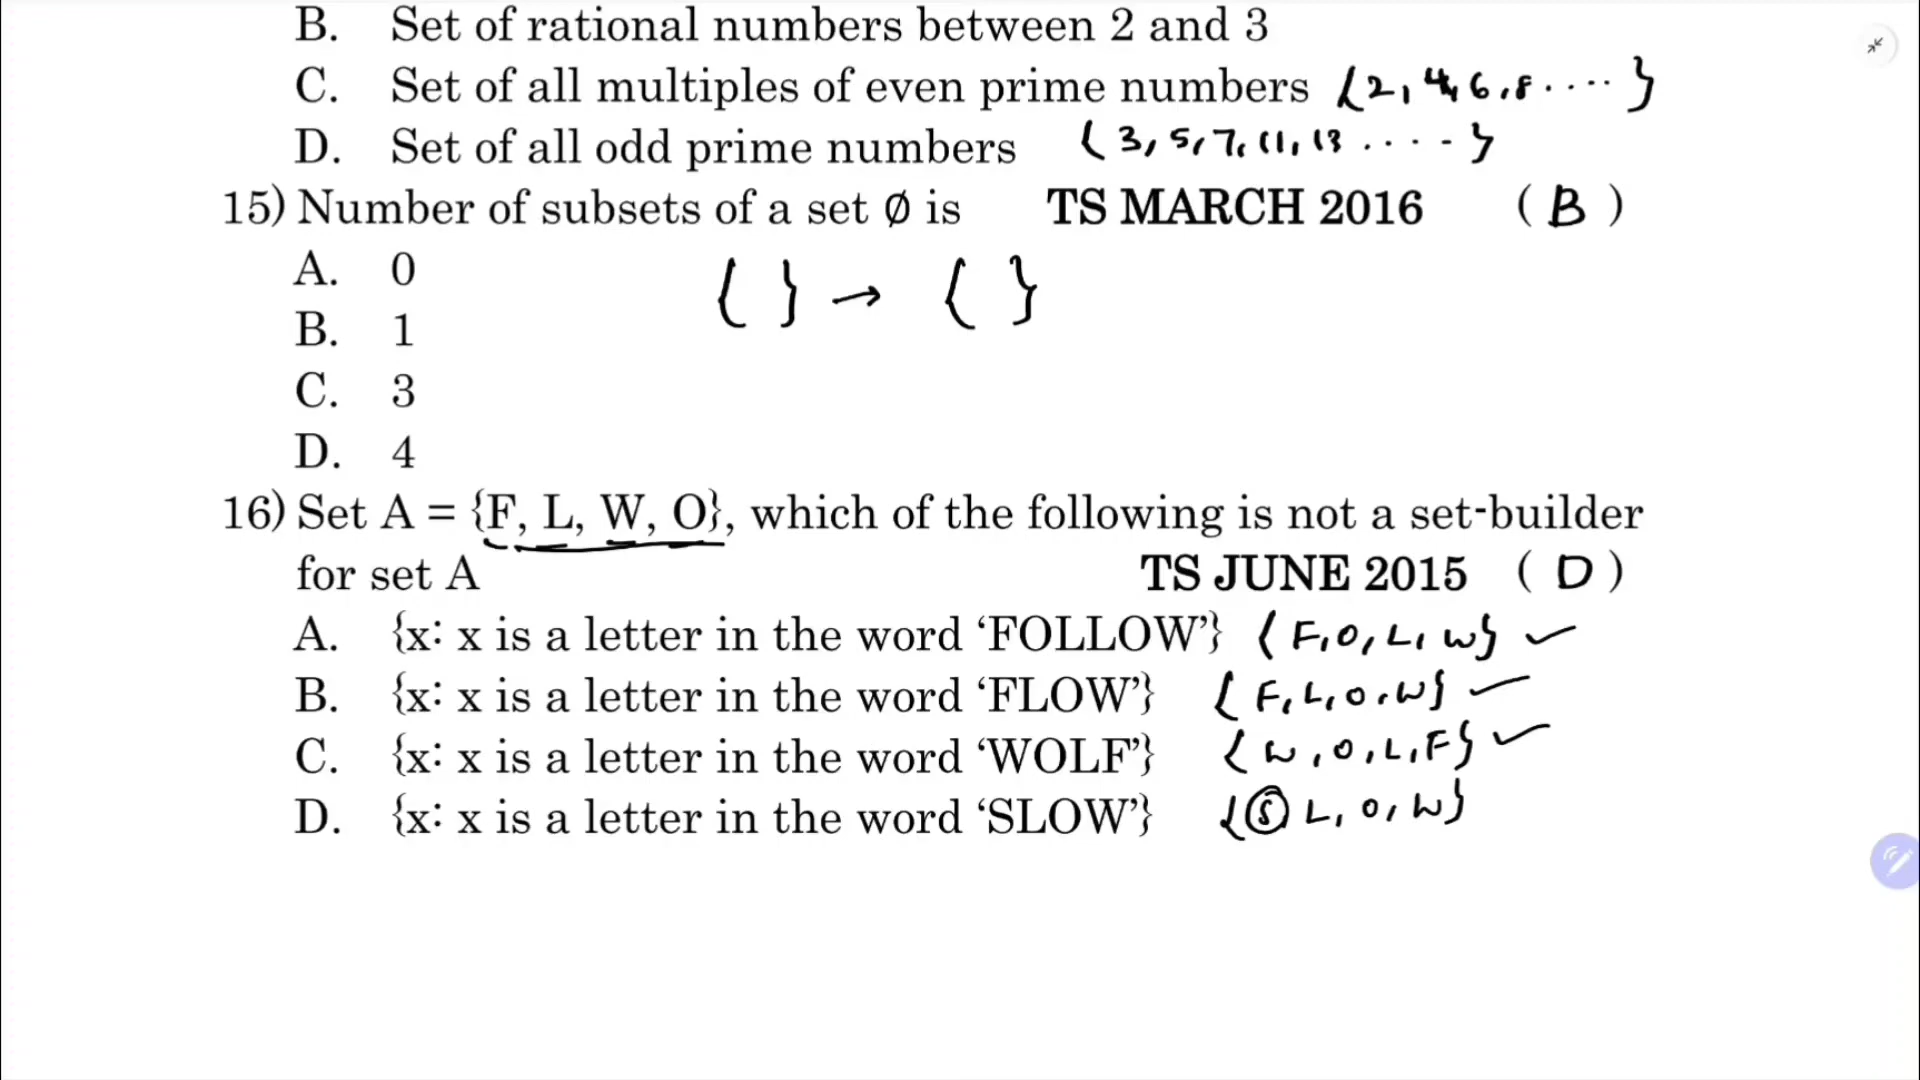 B. Set of rational numbers between 2 and 3
C. Set of all multiples of even prime numbers {2, 4, 6, 8 .... }
D. Set of all odd prime numbers {3, 5, 7, 11, 13 .... }
15) Number of subsets of a set ∅ is TS MARCH 2016 ( B )
A. 0
{ } → { }
B. 1
C. 3
D. 4
16) Set A = {F, L, W, O}, which of the following is not a set-builder
for set A TS JUNE 2015 ( D )
A. {x: x is a letter in the word ‘FOLLOW’} {F, O, L, W} ✓
B. {x: x is a letter in the word ‘FLOW’} {F, L, O, W} ✓
C. {x: x is a letter in the word ‘WOLF’} {W, O, L, F} ✓
D. {x: x is a letter in the word ‘SLOW’} {S L, O, W}